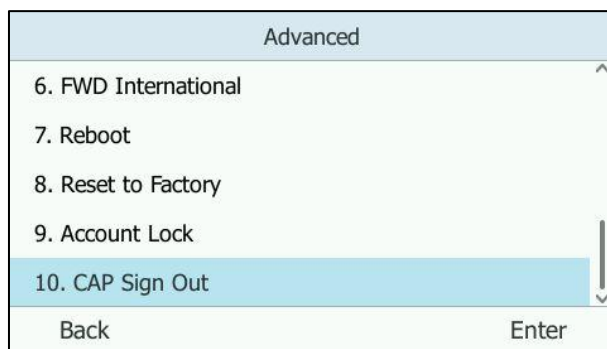 Advanced
6. FWD International
7. Reboot
8. Reset to Factory
9. Account Lock
10. CAP Sign Out
Back Enter